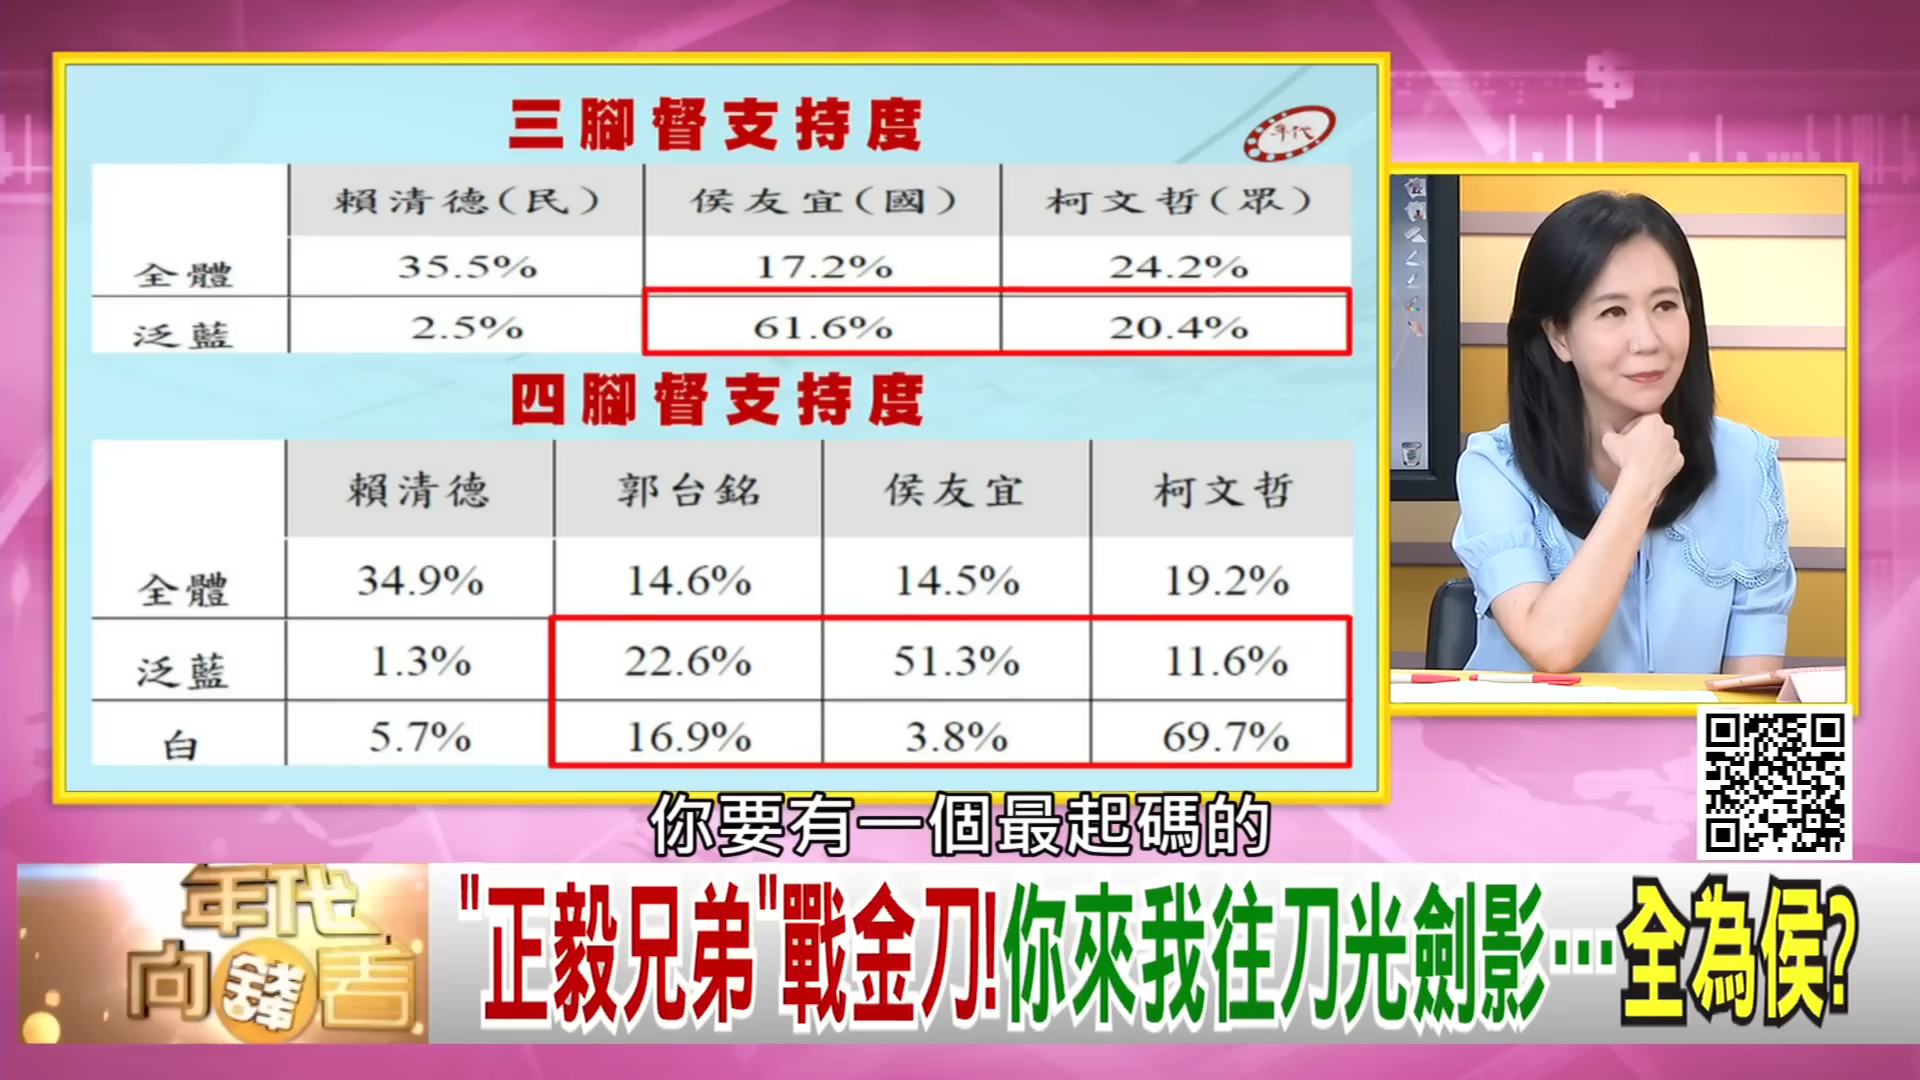 三腳督支持度
年代
賴清德(民) 侯友宜(國) 柯文哲(眾)
全體 35.5% 17.2% 24.2%
泛藍 2.5% 61.6% 20.4%
四腳督支持度
賴清德 郭台銘 侯友宜 柯文哲
全體 34.9% 14.6% 14.5% 19.2%
泛藍 1.3% 22.6% 51.3% 11.6%
白 5.7% 16.9% 3.8% 69.7%
你要有一個最起碼的
年代
向錢看
"正毅兄弟"戰金刀!你來我往刀光劍影…全為侯?